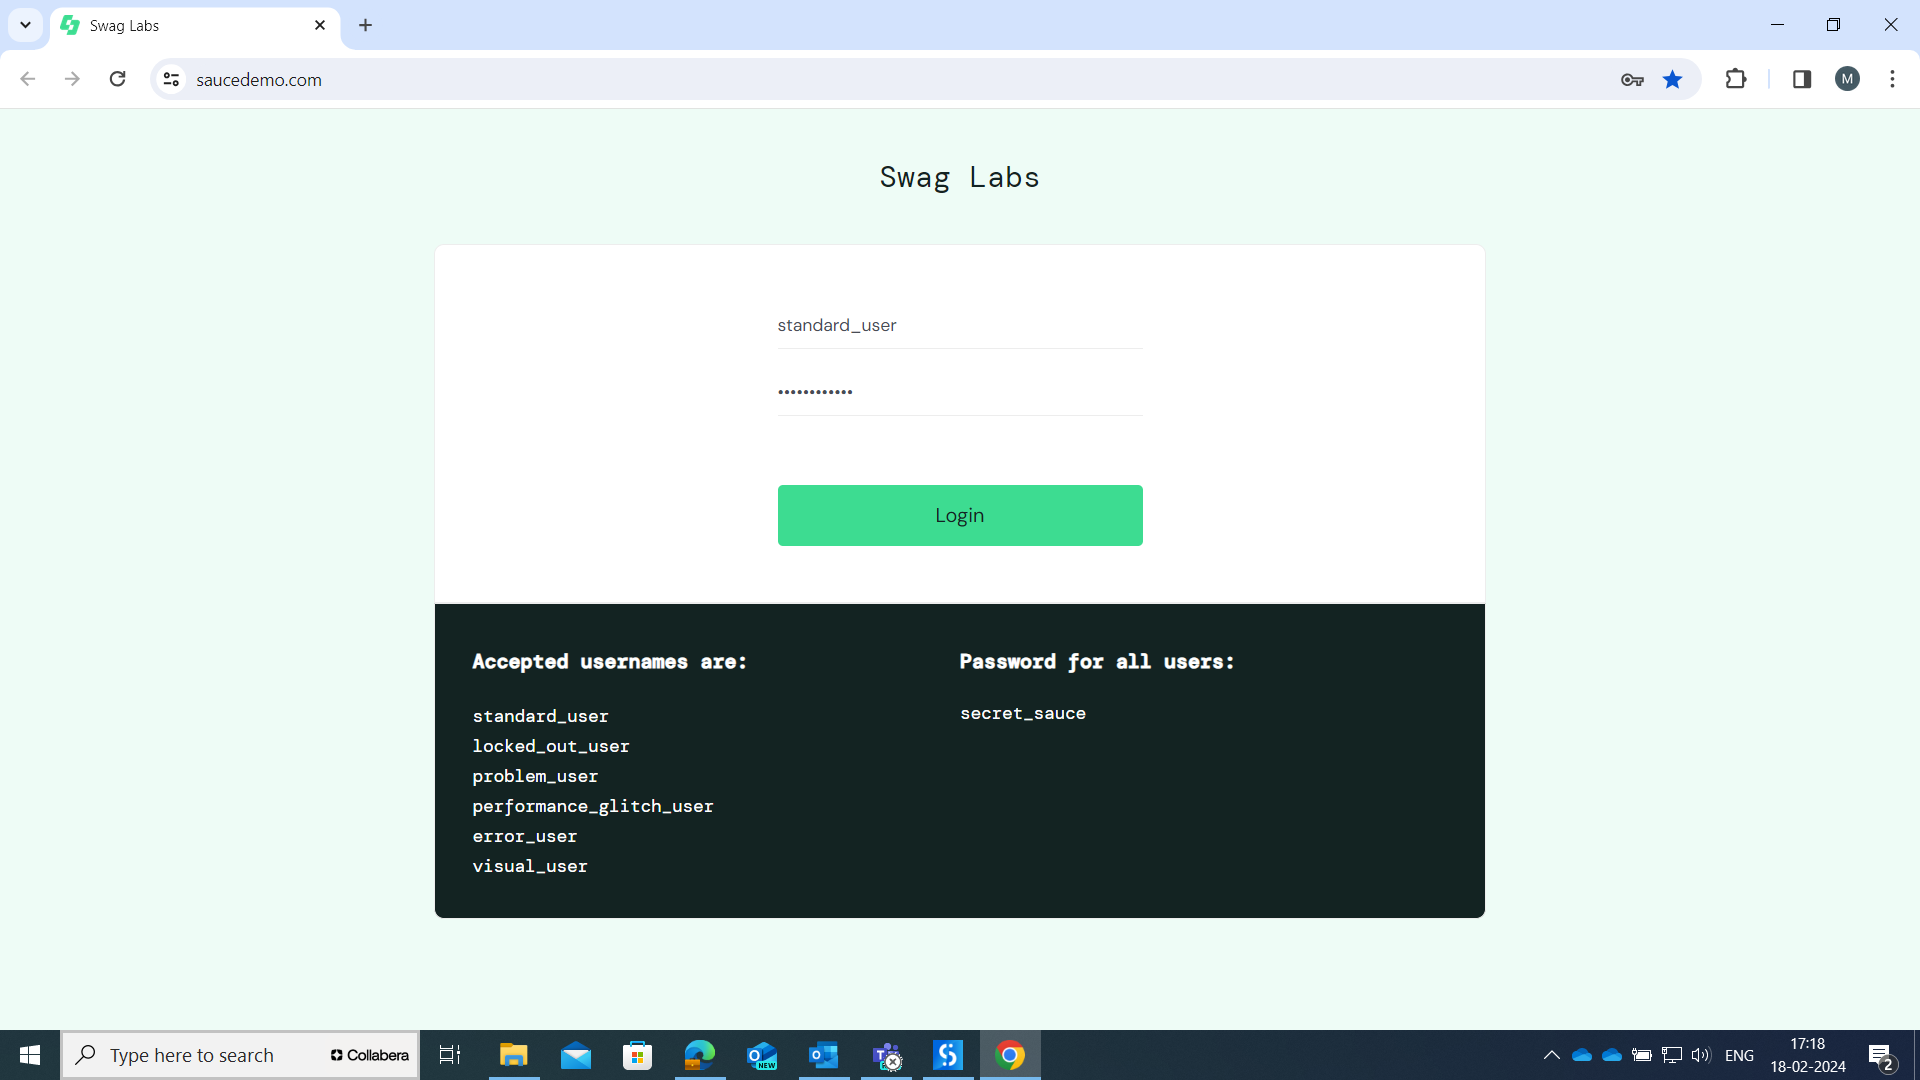 Swag Labs
saucedemo.com
M
Swag Labs
standard_user
••••••••••••
Login
Accepted usernames are:
standard_user
locked_out_user
problem_user
performance_glitch_user
error_user
visual_user
Password for all users:
secret_sauce
Type here to search
Collabera
NEW
ENG
17:18
18-02-2024
2